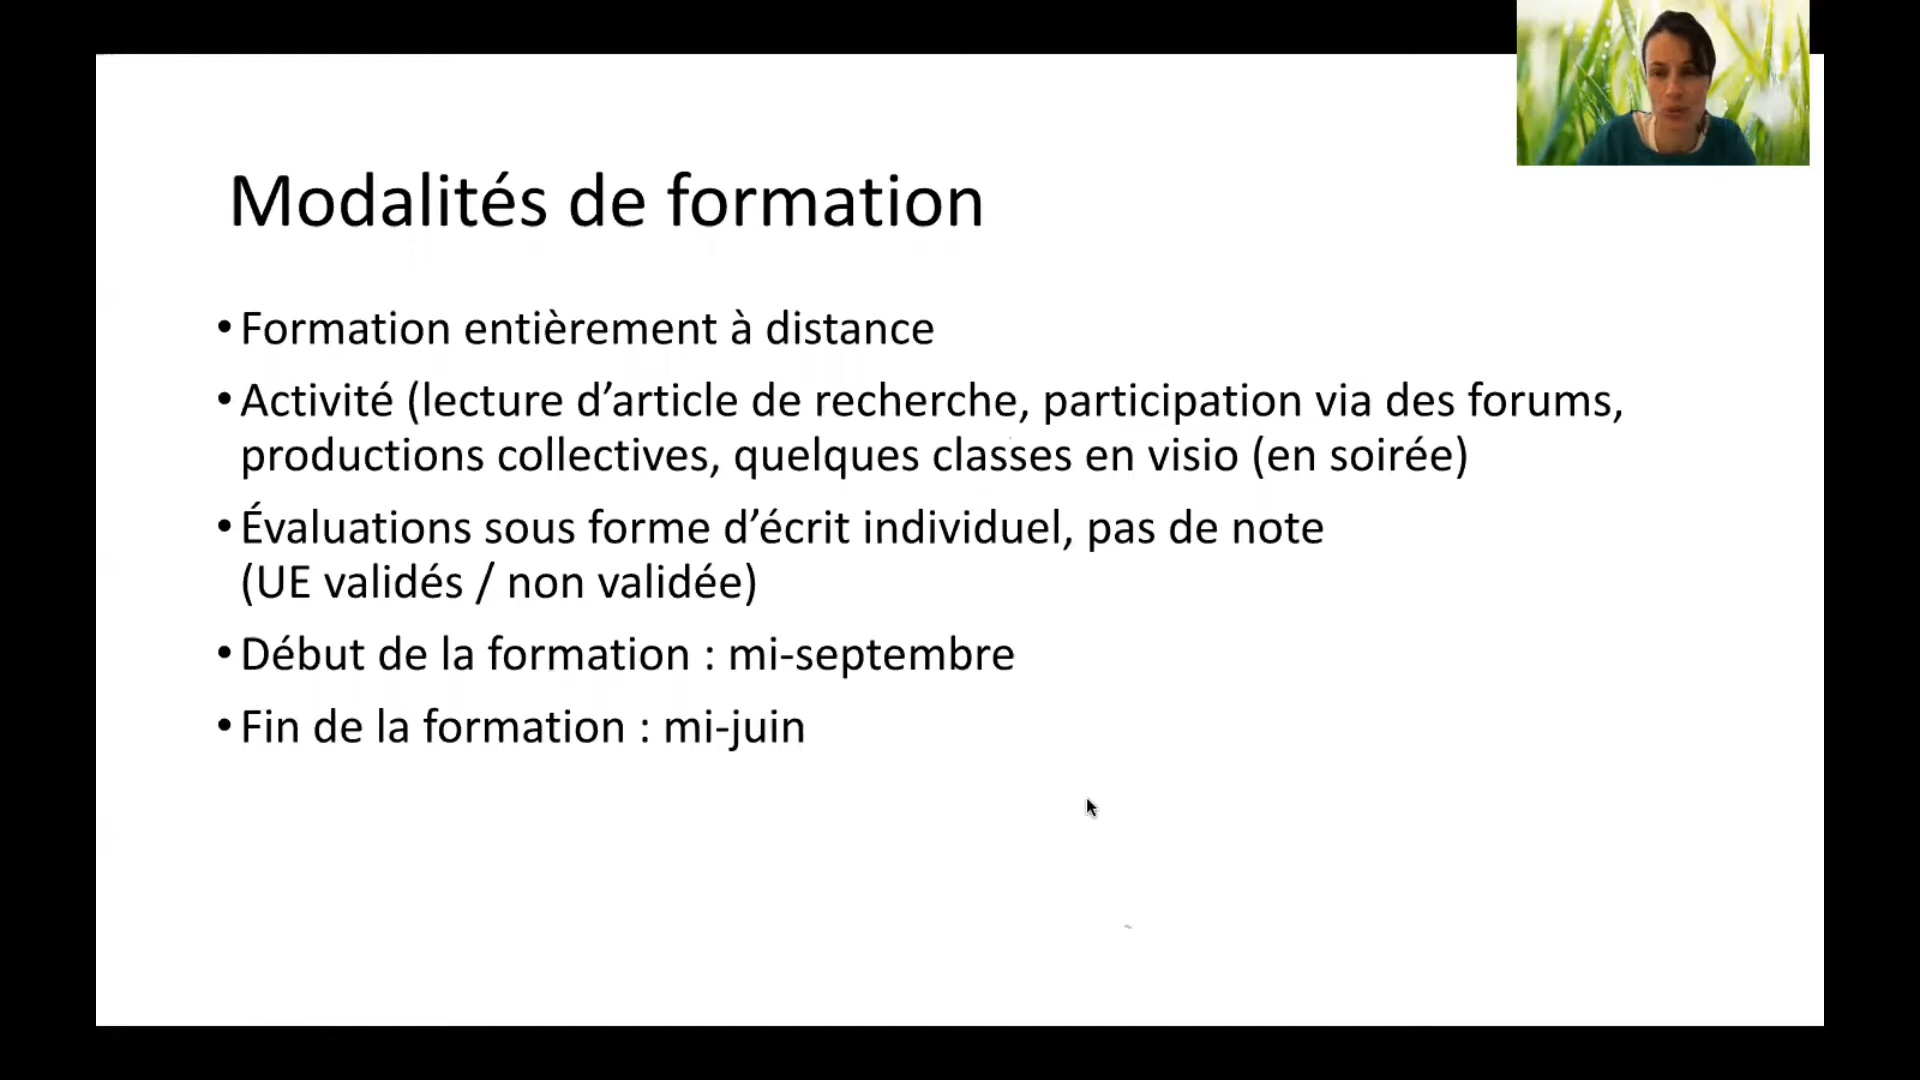 Modalités de formation
•Formation entièrement à distance
•Activité (lecture d’article de recherche, participation via des forums,
productions collectives, quelques classes en visio (en soirée)
•Évaluations sous forme d’écrit individuel, pas de note
(UE validés / non validée)
•Début de la formation : mi-septembre
•Fin de la formation : mi-juin